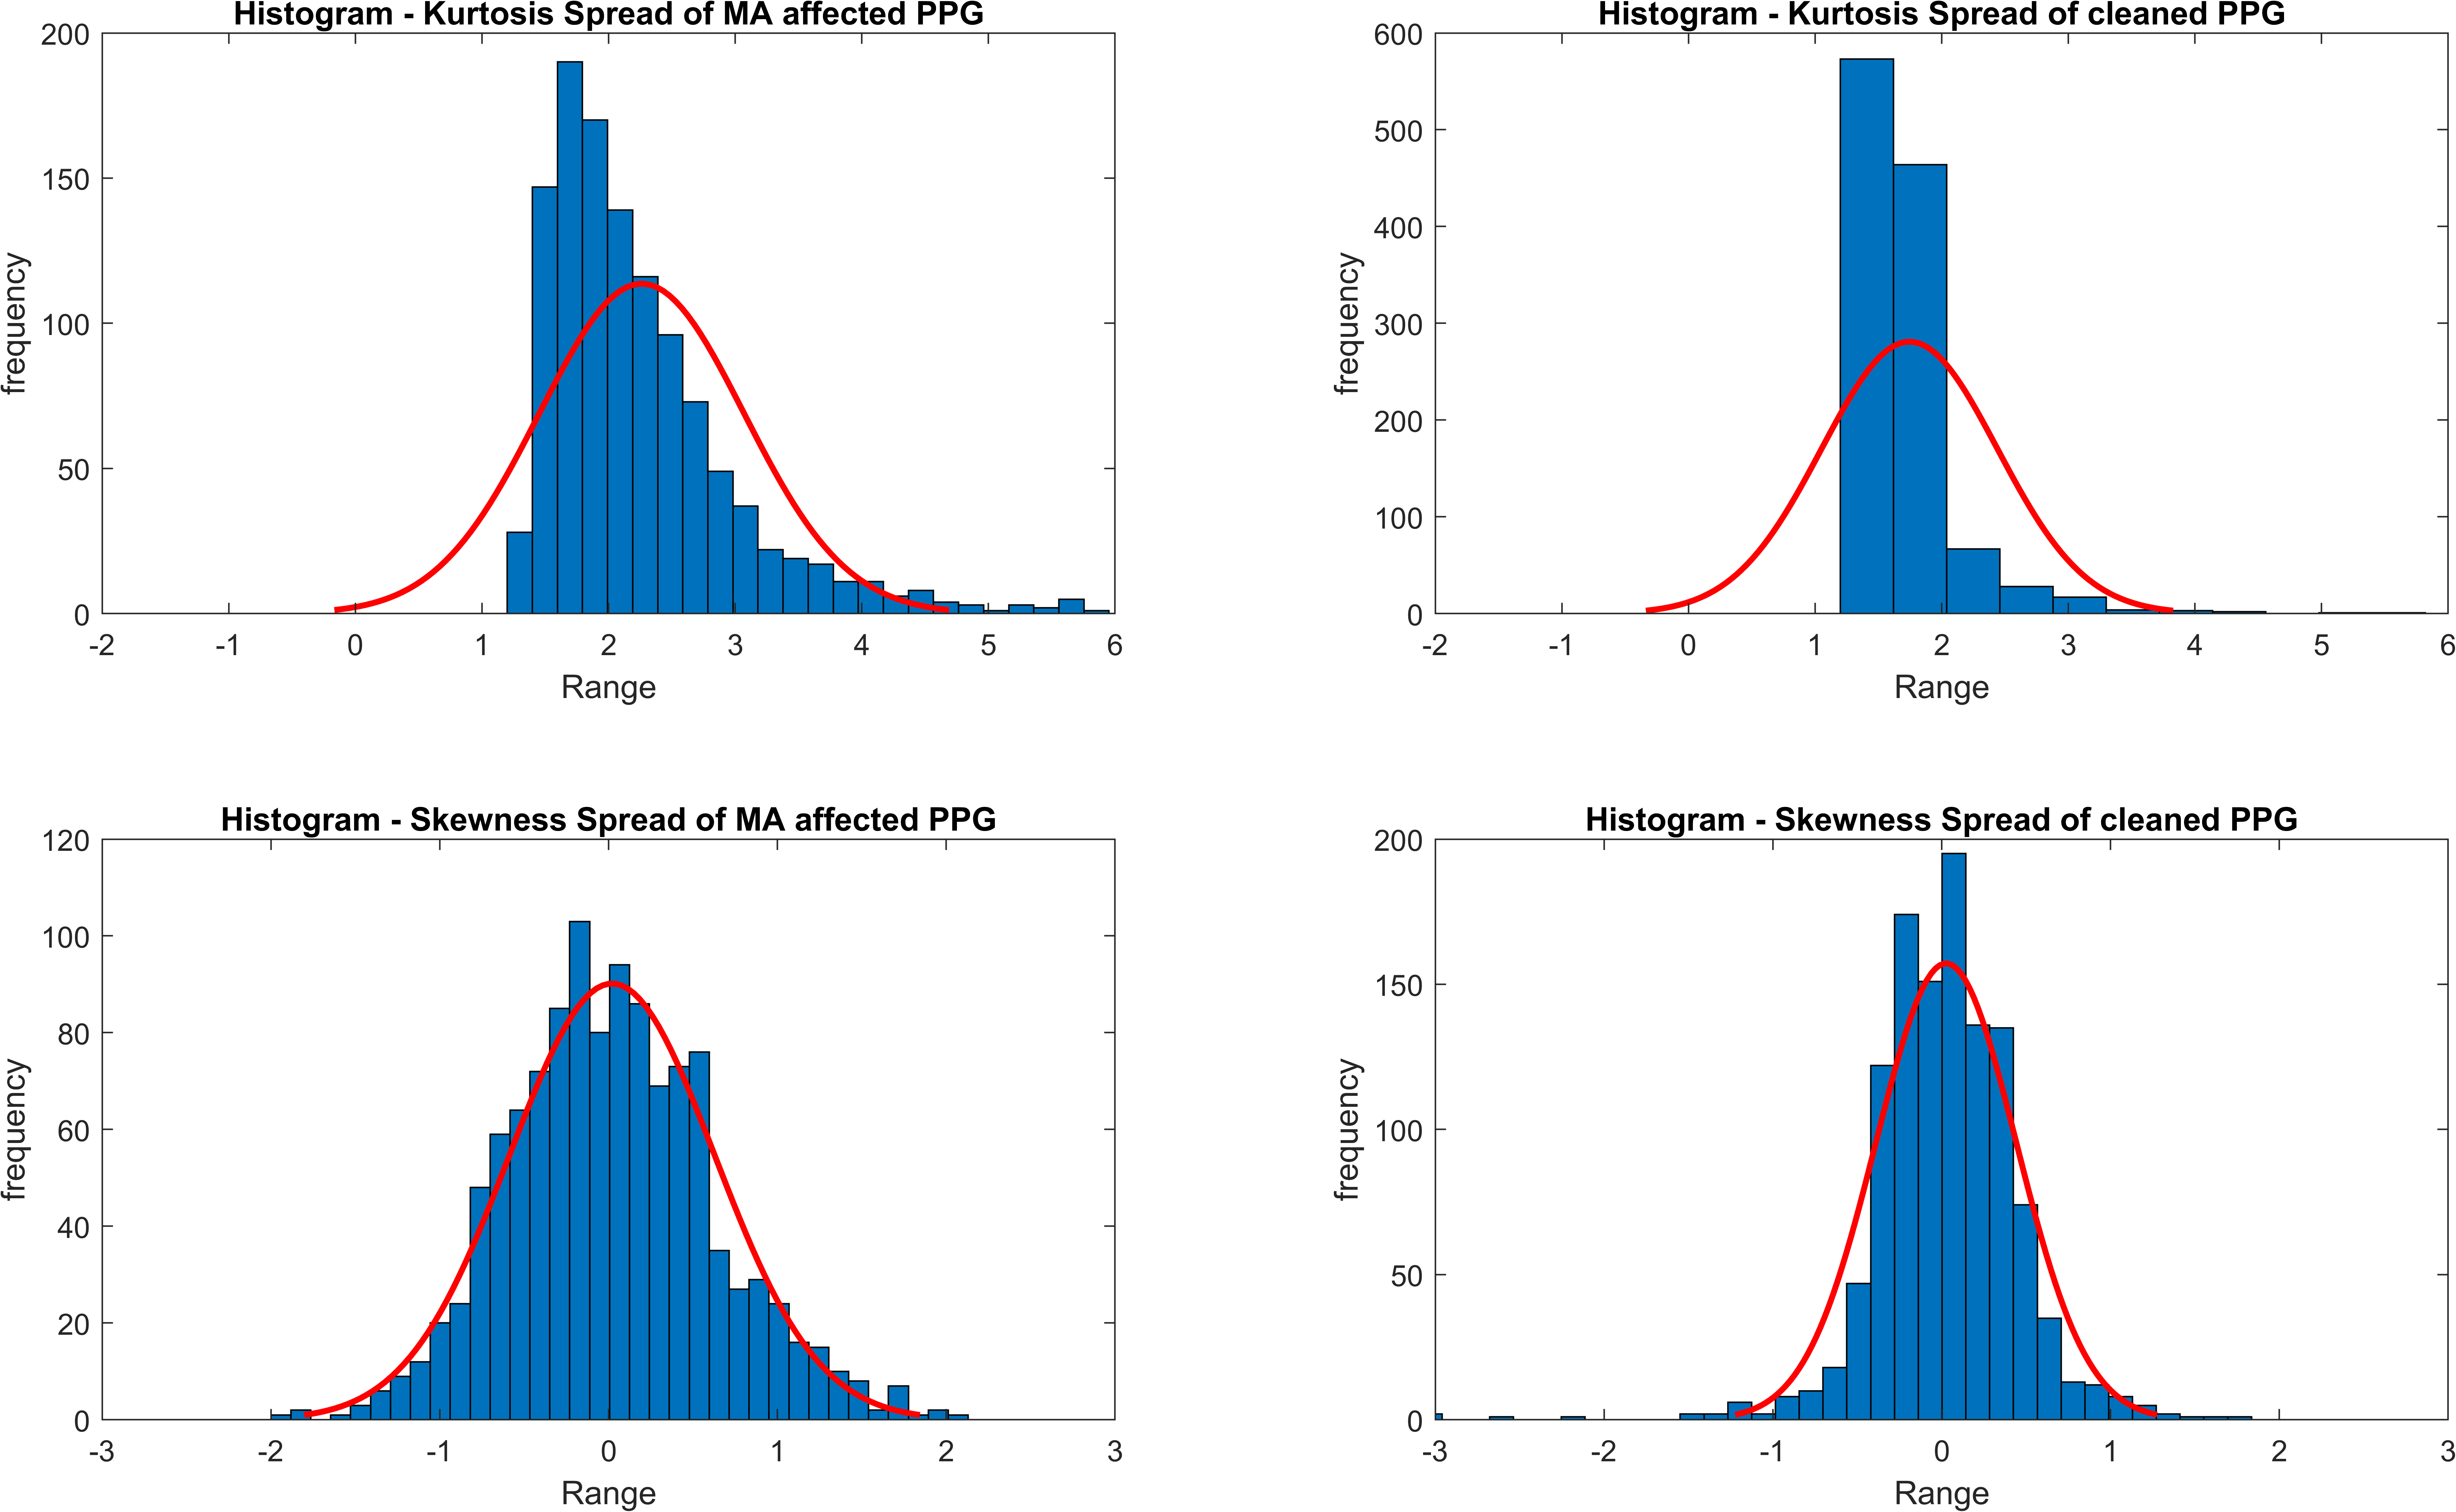 Histogram - Kurtosis Spread of MA affected PPG
200
150
100
50
0
frequency
-2 -1 0 1 2 3 4 5 6
Range
Histogram - Kurtosis Spread of cleaned PPG
600
500
400
300
200
100
0
frequency
-2 -1 0 1 2 3 4 5 6
Range
Histogram - Skewness Spread of MA affected PPG
120
100
80
60
40
20
0
frequency
-3 -2 -1 0 1 2 3
Range
Histogram - Skewness Spread of cleaned PPG
200
150
100
50
0
frequency
-3 -2 -1 0 1 2 3
Range